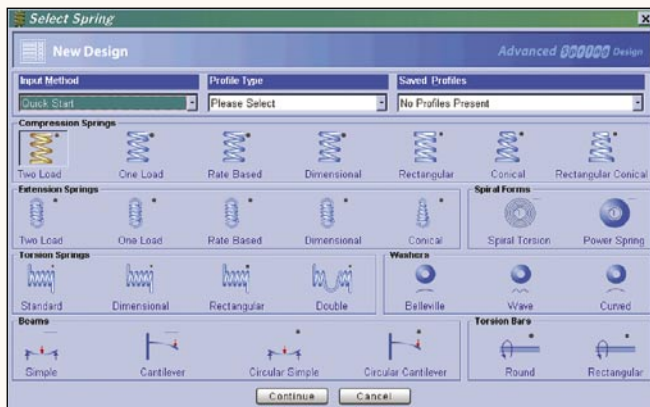 Select Spring
New Design
Advanced Design
Input Method Profile Type Saved Profiles
Quick Start Please Select No Profiles Present
Compression Springs
Two Load One Load Rate Based Dimensional Rectangular Conical Rectangular Conical
Extension Springs Spiral Forms
Two Load One Load Rate Based Dimensional Conical Spiral Torsion Power Spring
Torsion Springs Washers
Standard Dimensional Rectangular Double Belleville Wave Curved
Beams Torsion Bars
Simple Cantilever Circular Simple Circular Cantilever Round Rectangular
Continue Cancel